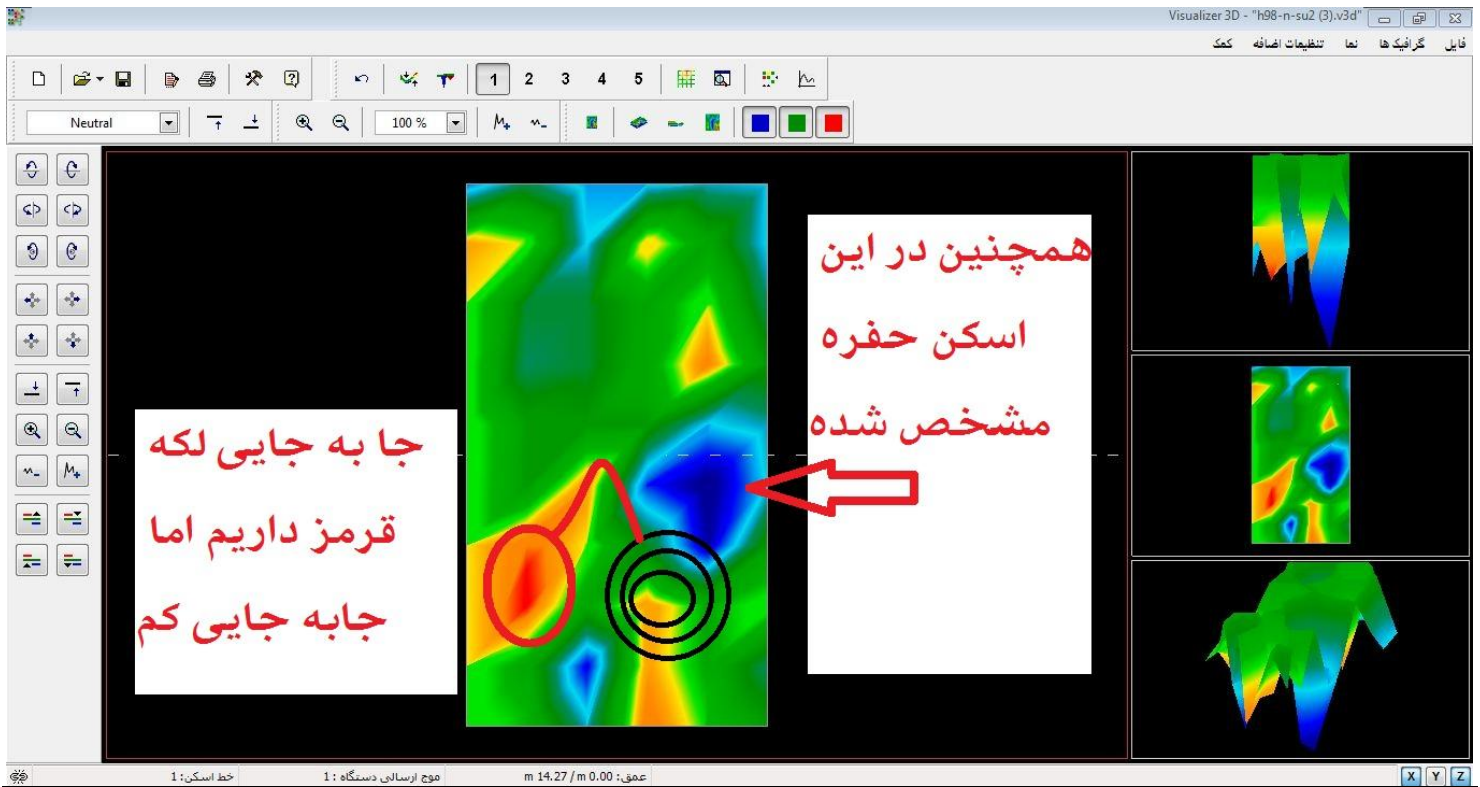 Visualizer 3D - "h98-n-su2 (3).v3d"
فایل گرافیک ها نما تنظیمات اضافه کمک
1 2 3 4 5
Neutral
100 %
همچنین در این
اسکن حفره
مشخص شده
جا به جایی لکه
قرمز داریم اما
جابه جایی کم
خط اسکن: 1
موج ارسالی دستگاه : 1
عمق: 0.00 m / 14.27 m
X Y Z